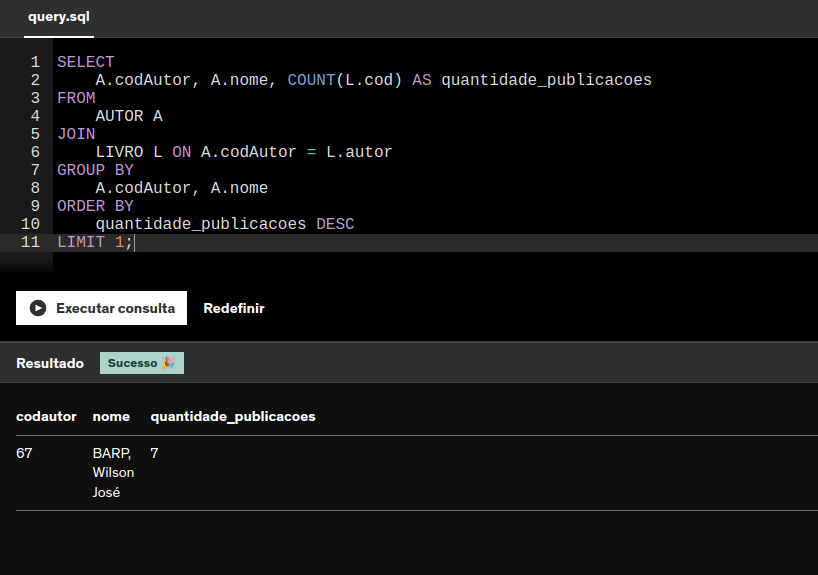 query.sql
1 SELECT
2 A.codAutor, A.nome, COUNT(L.cod) AS quantidade_publicacoes
3 FROM
4 AUTOR A
5 JOIN
6 LIVRO L ON A.codAutor = L.autor
7 GROUP BY
8 A.codAutor, A.nome
9 ORDER BY
10 quantidade_publicacoes DESC
11 LIMIT 1;
Executar consulta Redefinir
Resultado Sucesso 🎉
codautor nome quantidade_publicacoes
67 BARP, 7
Wilson
José